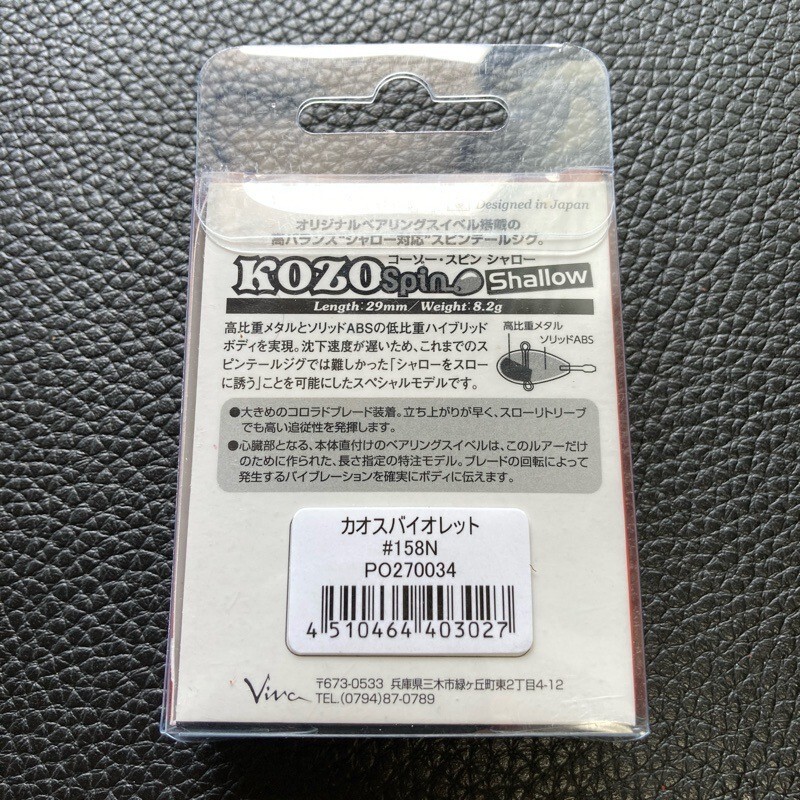 Designed in Japan
オリジナルベアリングスイベル搭載の
高バランス"シャロー対応"スピンテールジグ。
コーゾー・スピン シャロー
KOZO Spin Shallow
Length:29mm/Weight:8.2g
高比重メタルとソリッドABSの低比重ハイブリッド
ボディを実現。沈下速度が遅いため、これまでのス
ピンテールジグでは難しかった「シャローをスロー
に誘う」ことを可能にしたスペシャルモデルです。
高比重メタル
ソリッドABS
●大きめのコロラドブレード装着。立ち上がりが早く、スローリトリーブ
でも高い追従性を発揮します。
●心臓部となる、本体直付けのベアリングスイベルは、このルアーだけ
のために作られた、長さ指定の特注モデル。ブレードの回転によって
発生するバイブレーションを確実にボディに伝えます。
カオスバイオレット
#158N
PO270034
4 510464 403027
Viva
〒673-0533 兵庫県三木市緑ヶ丘町東2丁目4-12
TEL.(0794)87-0789